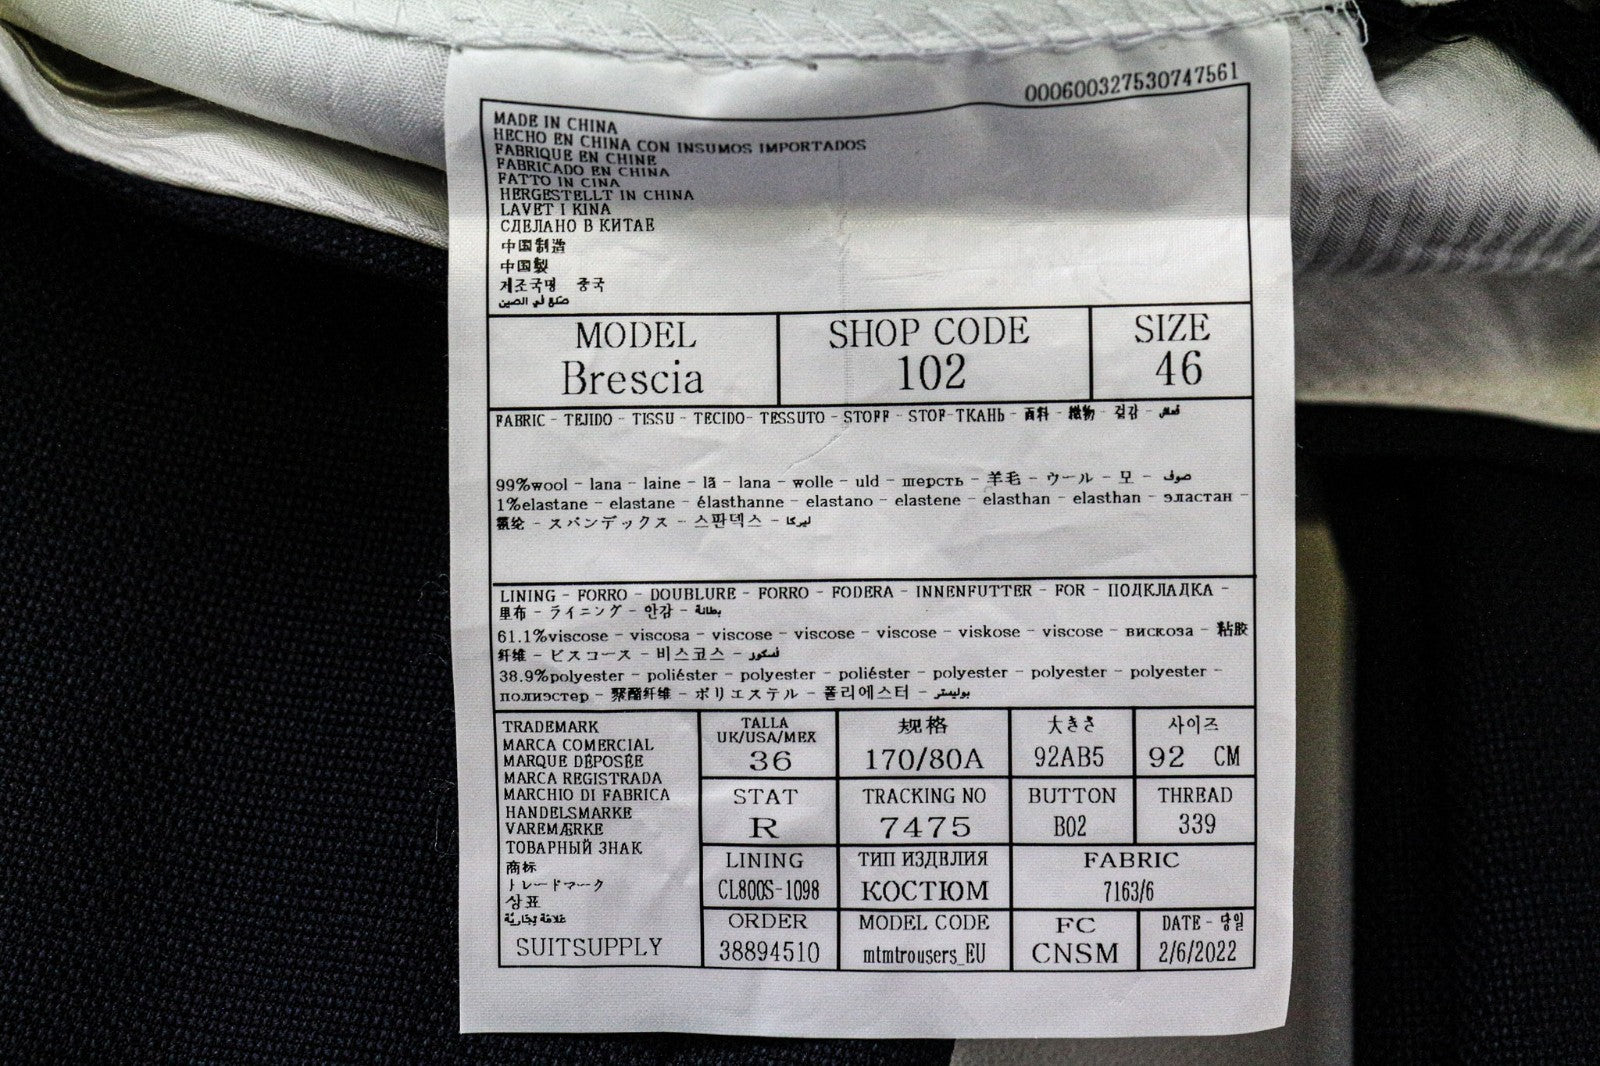 000600327530747561
MADE IN CHINA
HECHO EN CHINA CON INSUMOS IMPORTADOS
FABRIQUE EN CHINE
FABRICADO EN CHINA
FATTO IN CINA
HERGESTELLT IN CHINA
LAVET I KINA
СДЕЛАНО В КИТАЕ
中国制造
中国製
제조국명 중국
صنع في الصين
MODEL
Brescia
SHOP CODE
102
SIZE
46
FABRIC - TEJIDO - TISSU - TECIDO- TESSUTO - STOFF - STOF-ТКАНЬ - 面料 - 織物 - 겉감 - قماش
99%wool - lana - laine - lã - lana - wolle - uld - шерсть - 羊毛 - ウール - 모 - صوف
1%elastane - elastane - élasthanne - elastano - elastene - elasthan - elasthan - эластан -
氨纶 - スパンデックス - 스판덱스 - ليركا
LINING - FORRO - DOUBLURE - FORRO - FODERA - INNENFUTTER - FOR - ПОДКЛАДКА -
里布 - ライニング - 안감 - بطانة
61.1%viscose - viscosa - viscose - viscose - viscose - viskose - viscose - вискоза - 粘胶
纤维 - ビスコース - 비스코스 - فسكوز
38.9%polyester - poliéster - polyester - poliéster - polyester - polyester - polyester -
полиэстер - 聚酯纤维 - ポリエステル - 폴리에스터 - بوليستر
TRADEMARK
MARCA COMERCIAL
MARQUE DÉPOSÉE
MARCA REGISTRADA
MARCHIO DI FABRICA
HANDELSMARKE
VAREMÆRKE
ТОВАРНЫЙ ЗНАК
商标
トレードマーク
상표
علامة تجارية
SUITSUPPLY
TALLA
UK/USA/MEX
36
规格
170/80A
大きさ
92AB5
사이즈
92 CM
STAT
R
TRACKING NO
7475
BUTTON
B02
THREAD
339
LINING
CL800S-1098
ТИП ИЗДЕЛИЯ
КОСТЮМ
FABRIC
7163/6
ORDER
38894510
MODEL CODE
mtmtrousers_EU
FC
CNSM
DATE -
2/6/2022